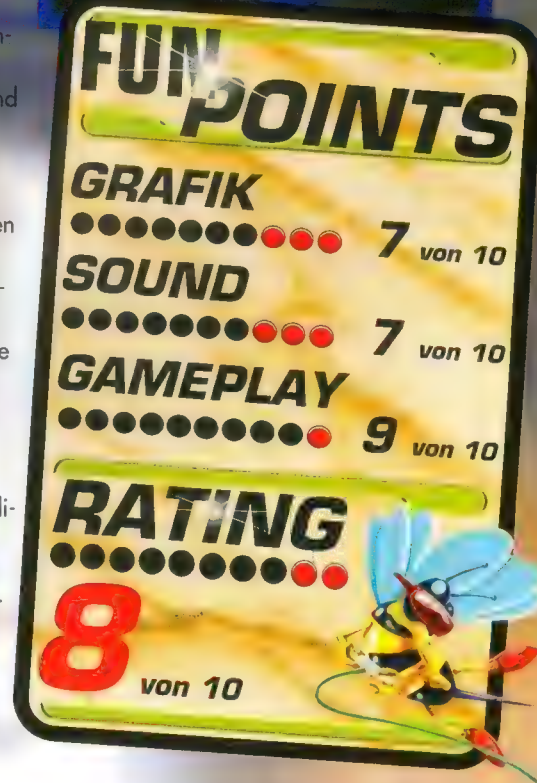 FUN
POINTS
GRAFIK
7 von 10
SOUND
7 von 10
GAMEPLAY
9 von 10
RATING
8 von 10